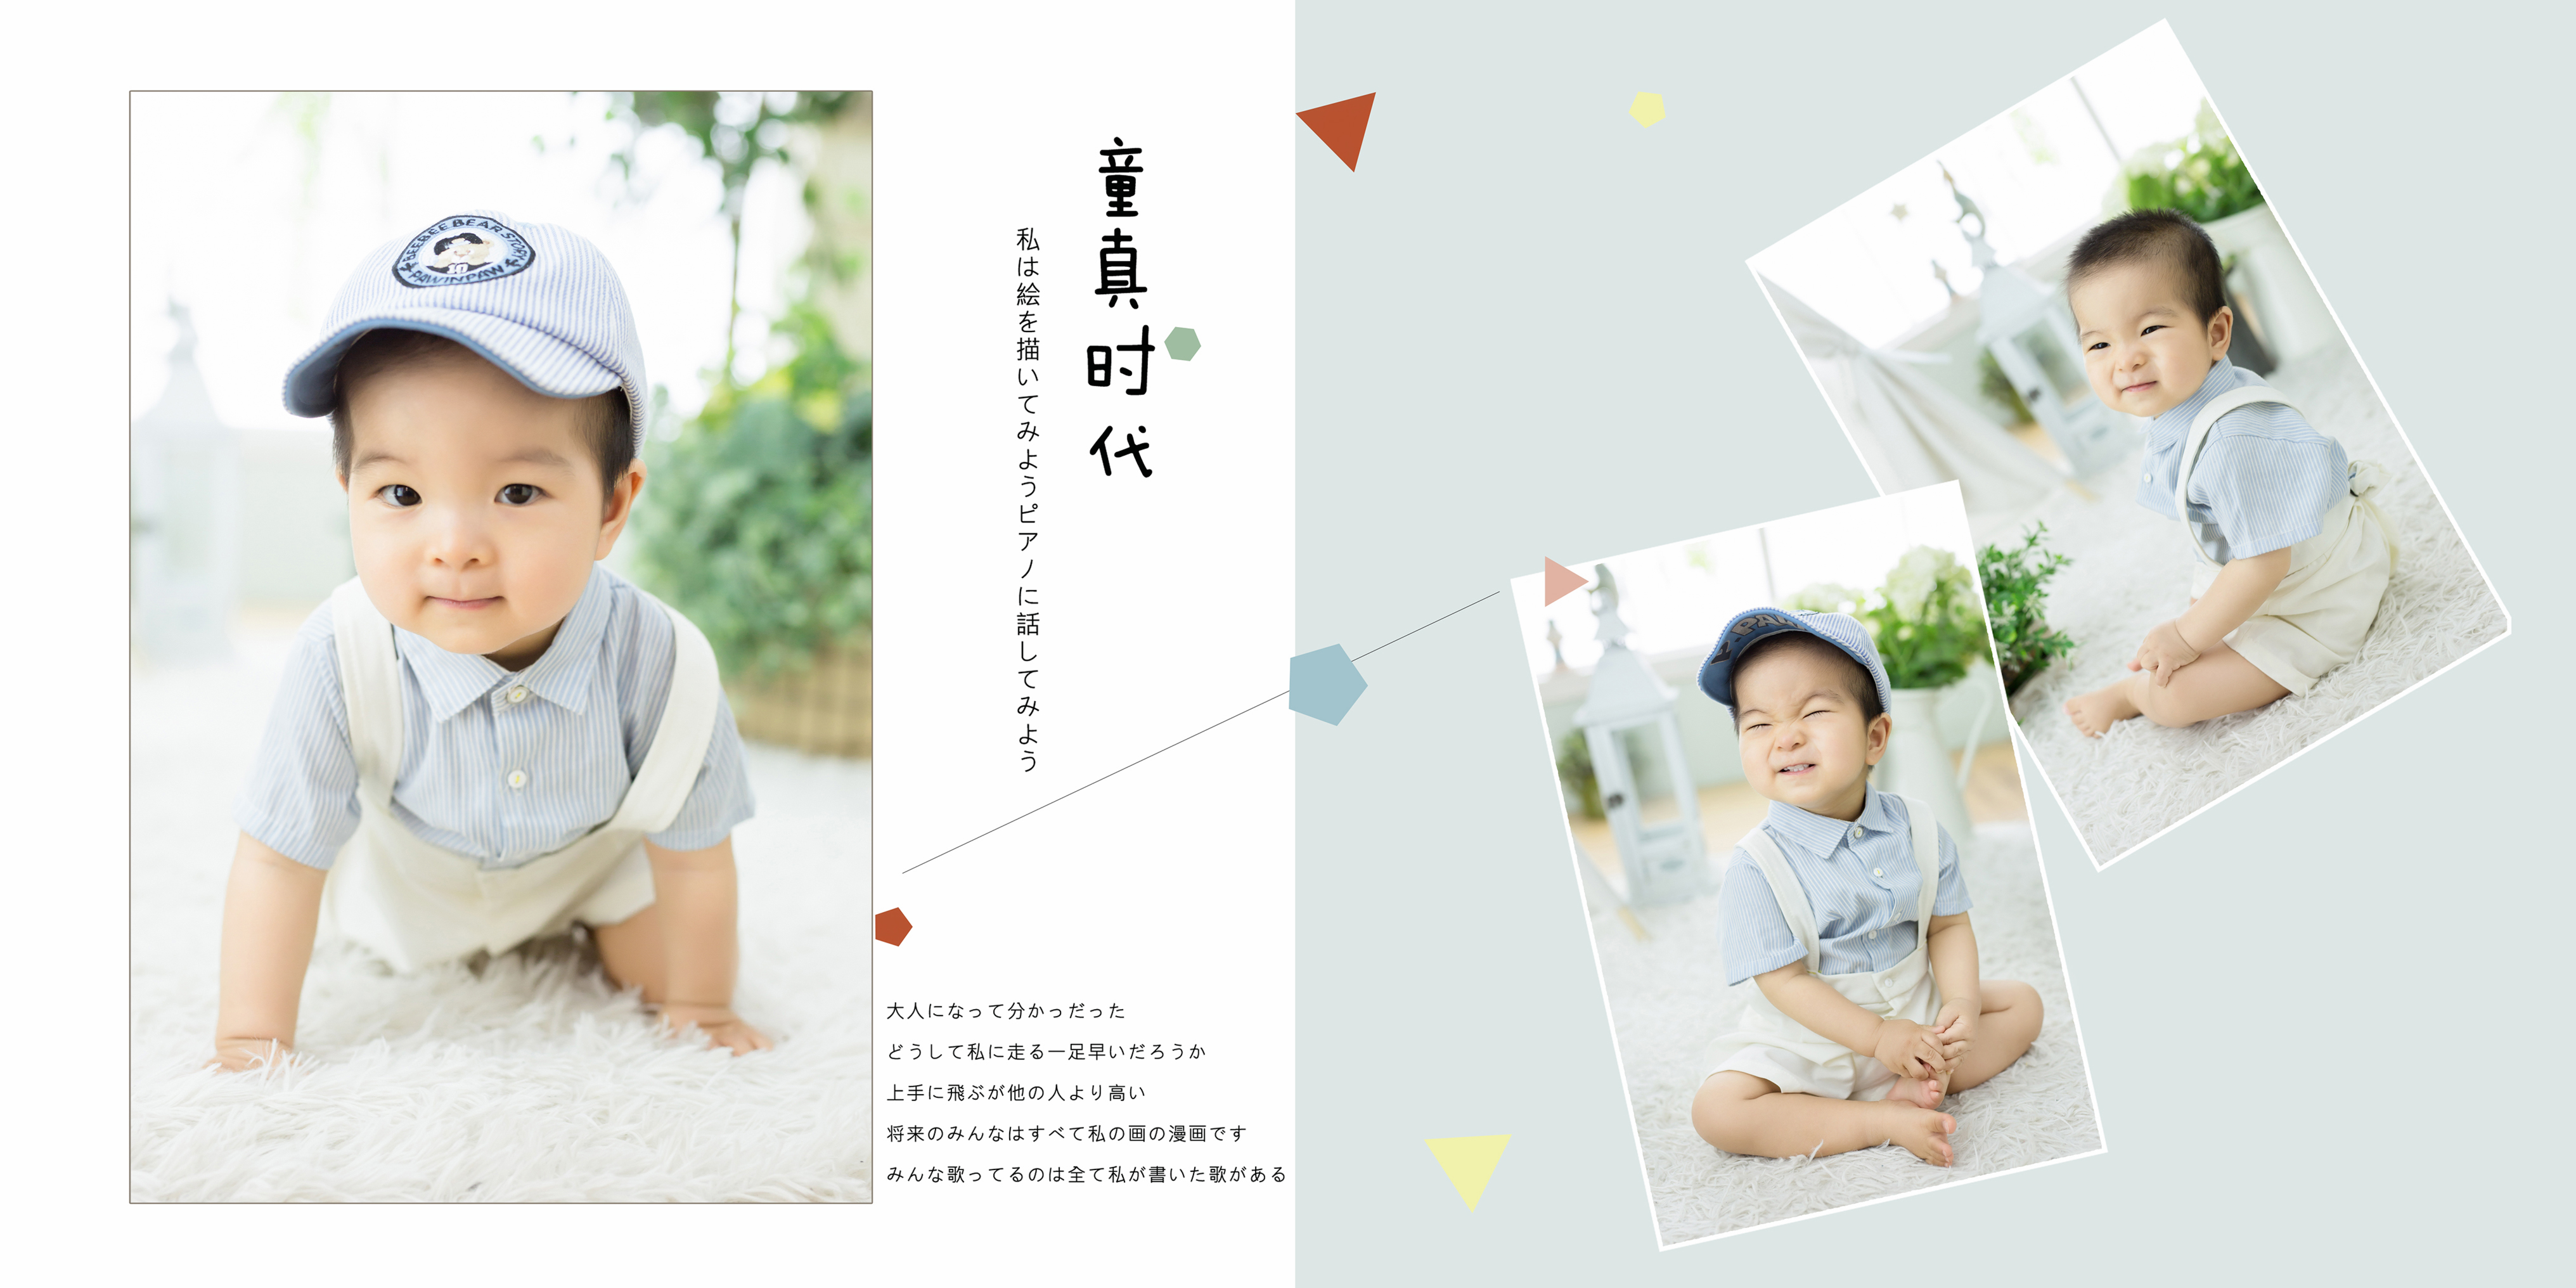 童真时代
私は絵を描いてみようピアノに話してみよう
大人になって分かっだった
どうして私に走る一足早いだろうか
上手に飛ぶが他の人より高い
将来のみんなはすべて私の画の漫画です
みんな歌ってるのは全て私が書いた歌がある
BEEBEE BEAR STORY
10
PAWINPAW